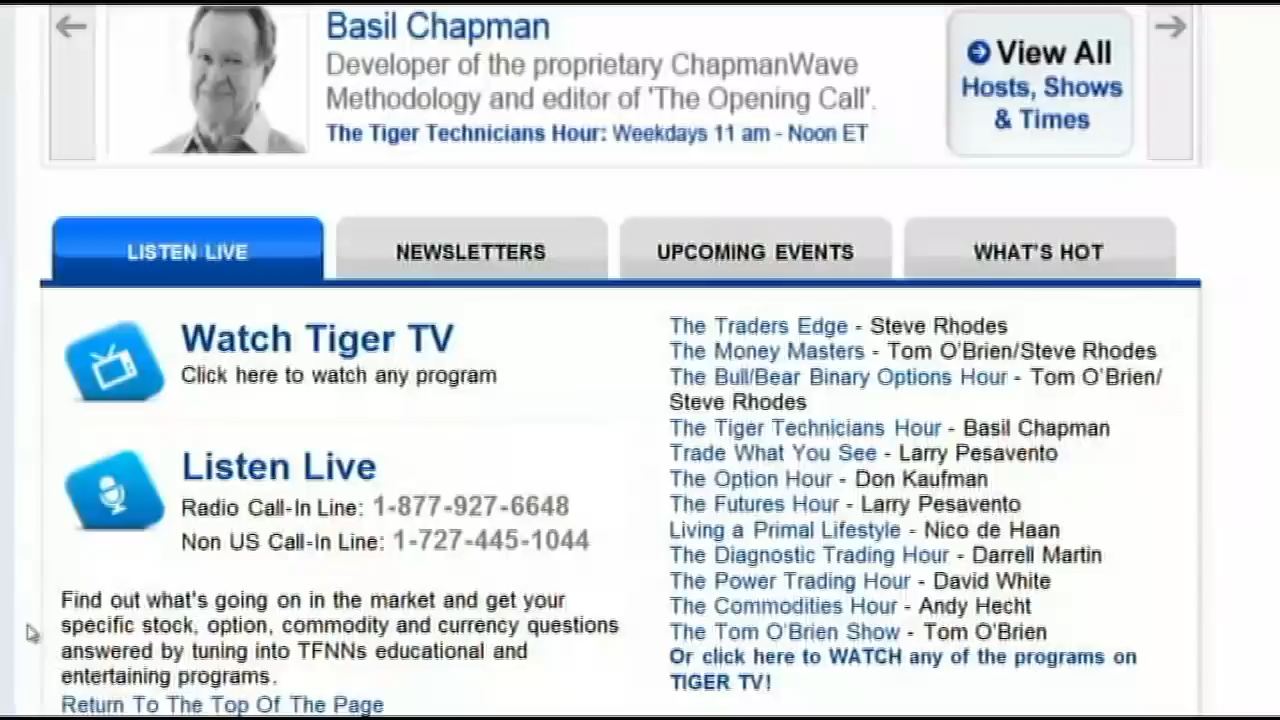 Basil Chapman
Developer of the proprietary ChapmanWave
Methodology and editor of 'The Opening Call'.
The Tiger Technicians Hour: Weekdays 11 am - Noon ET
View All
Hosts, Shows
& Times
LISTEN LIVE
NEWSLETTERS
UPCOMING EVENTS
WHAT'S HOT
Watch Tiger TV
Click here to watch any program
Listen Live
Radio Call-In Line: 1-877-927-6648
Non US Call-In Line: 1-727-445-1044
Find out what's going on in the market and get your
specific stock, option, commodity and currency questions
answered by tuning into TFNNs educational and
entertaining programs.
Return To The Top Of The Page
The Traders Edge - Steve Rhodes
The Money Masters - Tom O'Brien/Steve Rhodes
The Bull/Bear Binary Options Hour - Tom O'Brien/
Steve Rhodes
The Tiger Technicians Hour - Basil Chapman
Trade What You See - Larry Pesavento
The Option Hour - Don Kaufman
The Futures Hour - Larry Pesavento
Living a Primal Lifestyle - Nico de Haan
The Diagnostic Trading Hour - Darrell Martin
The Power Trading Hour - David White
The Commodities Hour - Andy Hecht
The Tom O'Brien Show - Tom O'Brien
Or click here to WATCH any of the programs on
TIGER TV!